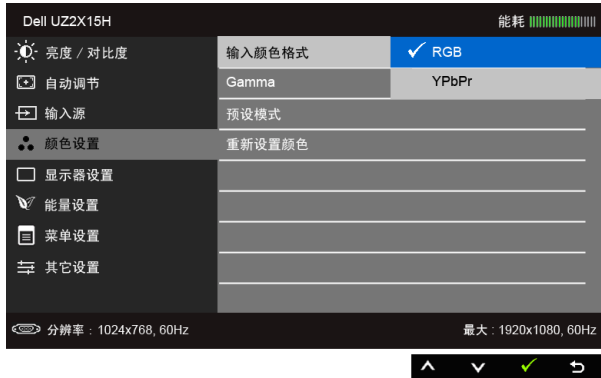 Dell UZ2X15H 能耗
亮度 / 对比度 输入颜色格式 RGB
自动调节 Gamma YPbPr
输入源 预设模式
颜色设置 重新设置颜色
显示器设置
能量设置
菜单设置
其它设置
分辨率 : 1024x768, 60Hz 最大 : 1920x1080, 60Hz